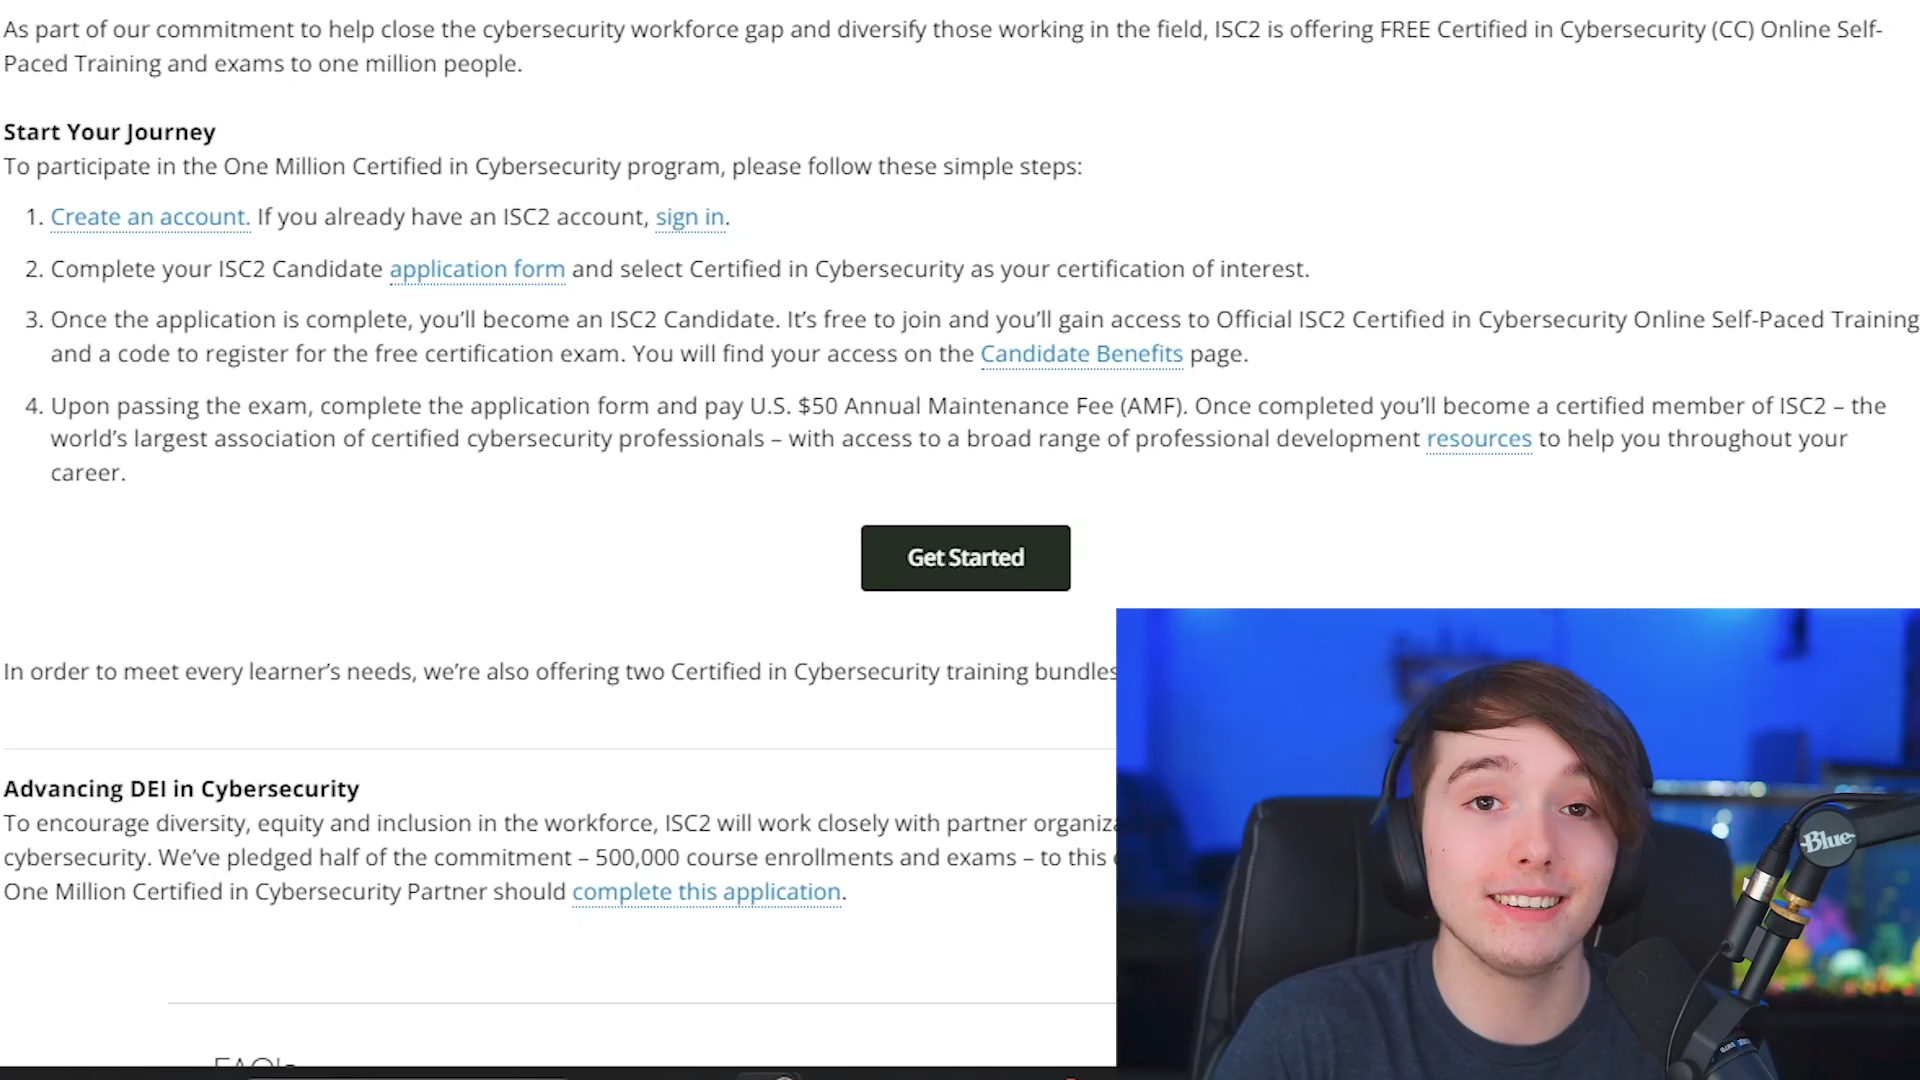 As part of our commitment to help close the cybersecurity workforce gap and diversify those working in the field, ISC2 is offering FREE Certified in Cybersecurity (CC) Online Self-
Paced Training and exams to one million people.
Start Your Journey
To participate in the One Million Certified in Cybersecurity program, please follow these simple steps:
1. Create an account. If you already have an ISC2 account, sign in.
2. Complete your ISC2 Candidate application form and select Certified in Cybersecurity as your certification of interest.
3. Once the application is complete, you’ll become an ISC2 Candidate. It’s free to join and you’ll gain access to Official ISC2 Certified in Cybersecurity Online Self-Paced Training
and a code to register for the free certification exam. You will find your access on the Candidate Benefits page.
4. Upon passing the exam, complete the application form and pay U.S. $50 Annual Maintenance Fee (AMF). Once completed you’ll become a certified member of ISC2 – the
world’s largest association of certified cybersecurity professionals – with access to a broad range of professional development resources to help you throughout your
career.
Get Started
In order to meet every learner’s needs, we’re also offering two Certified in Cybersecurity training bundles
Advancing DEI in Cybersecurity
To encourage diversity, equity and inclusion in the workforce, ISC2 will work closely with partner organiza
cybersecurity. We’ve pledged half of the commitment – 500,000 course enrollments and exams – to this
One Million Certified in Cybersecurity Partner should complete this application.
Blue
FAQ's